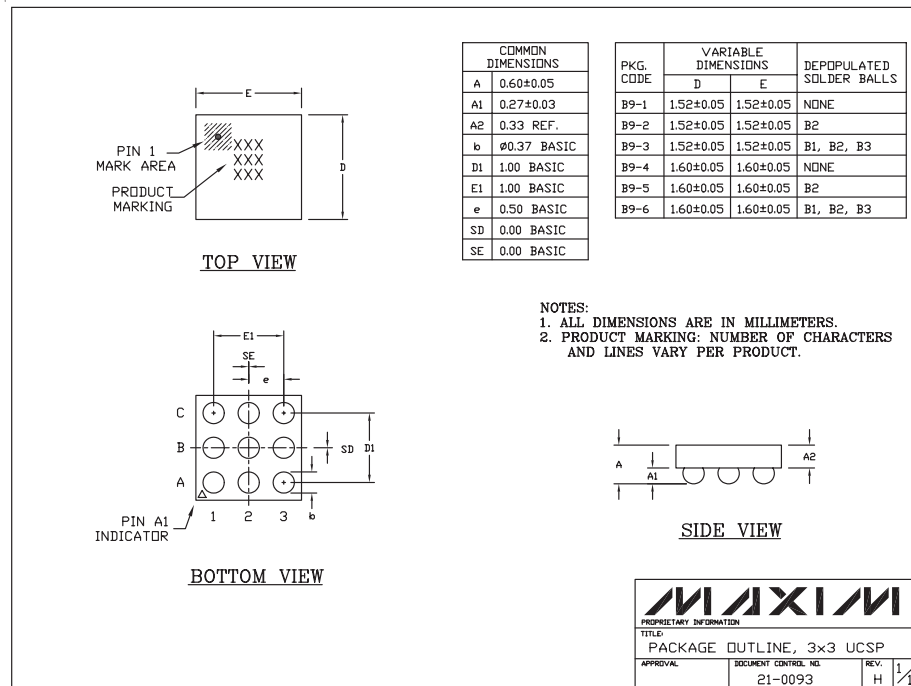 COMMON
DIMENSIONS
A 0.60±0.05
A1 0.27±0.03
A2 0.33 REF.
b ø0.37 BASIC
D1 1.00 BASIC
E1 1.00 BASIC
e 0.50 BASIC
SD 0.00 BASIC
SE 0.00 BASIC
PKG.
CODE
VARIABLE
DIMENSIONS
D E
DEPOPULATED
SOLDER BALLS
B9-1 1.52±0.05 1.52±0.05 NONE
B9-2 1.52±0.05 1.52±0.05 B2
B9-3 1.52±0.05 1.52±0.05 B1, B2, B3
B9-4 1.60±0.05 1.60±0.05 NONE
B9-5 1.60±0.05 1.60±0.05 B2
B9-6 1.60±0.05 1.60±0.05 B1, B2, B3
E
PIN 1
MARK AREA
XXX
XXX
XXX
D
PRODUCT
MARKING
TOP VIEW
NOTES:
1. ALL DIMENSIONS ARE IN MILLIMETERS.
2. PRODUCT MARKING: NUMBER OF CHARACTERS
AND LINES VARY PER PRODUCT.
E1
SE
e
C
B
A
SD D1
1 2 3 b
PIN A1
INDICATOR
BOTTOM VIEW
A
A1
A2
SIDE VIEW
MAXIM
PROPRIETARY INFORMATION
TITLE:
PACKAGE OUTLINE, 3x3 UCSP
APPROVAL DOCUMENT CONTROL NO. REV.
21-0093 H 1/1